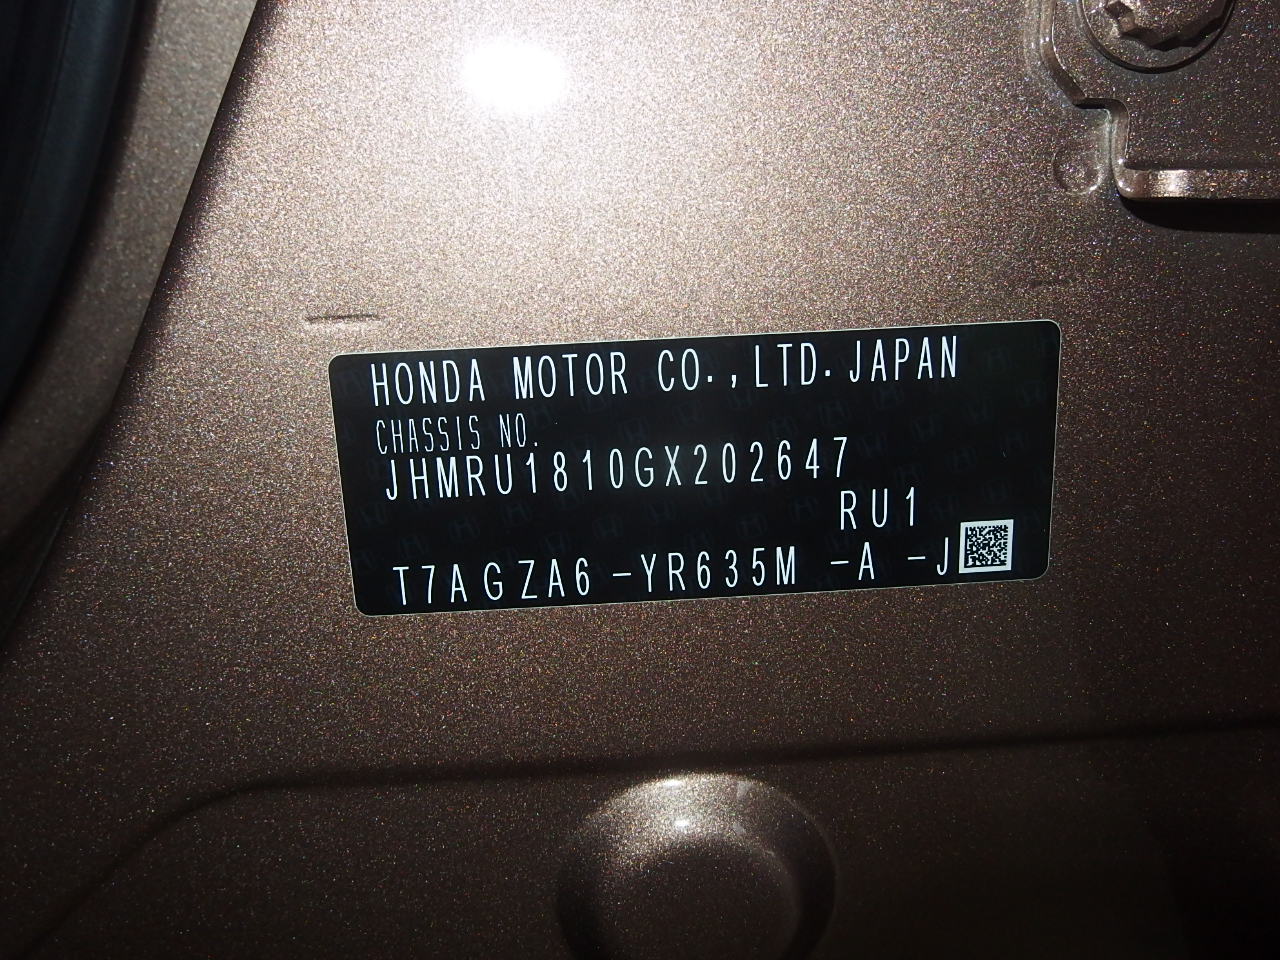 HONDA MOTOR CO.,LTD.JAPAN
CHASSIS NO.
JHMRU1810GX202647
RU1
T7AGZA6 -YR635M -A -J